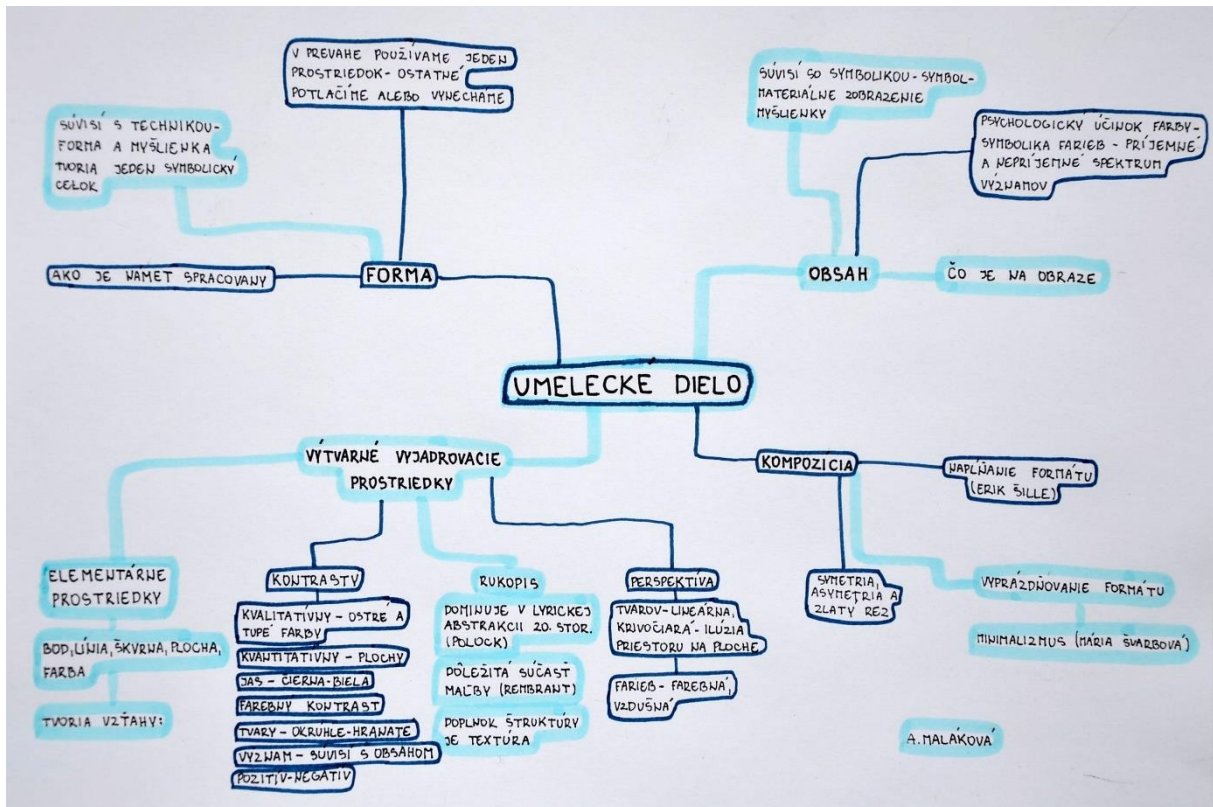 V PREVAHE POUŽÍVAME JEDEN
PROSTRIEDOK- OSTATNÉ
POTLAČÍME ALEBO VYNECHÁME
SÚVISÍ S TECHNIKOU-
FORMA A MYŠLIENKA
TVORIA JEDEN SYMBOLICKÝ
CELOK
AKO JE NÁMET SPRACOVANÝ
FORMA
SÚVISÍ SO SYMBOLIKOU - SYMBOL-
MATERIÁLNE ZOBRAZENIE
MYŠLIENKY
PSYCHOLOGICKÝ ÚČINOK FARBY-
SYMBOLIKA FARIEB - PRÍJEMNÉ
A NEPRÍJEMNÉ SPEKTRUM
VÝZNAMOV
OBSAH
ČO JE NA OBRAZE
UMELECKE DIELO
VÝTVARNÉ VYJADROVACIE
PROSTRIEDKY
ELEMENTÁRNE
PROSTRIEDKY
BOD, LÍNIA, ŠKVRNA, PLOCHA,
FARBA
TVORIA VZŤAHY:
KONTRASTY
KVALITATÍVNY - OSTRÉ A
TUPÉ FARBY
KVANTITATÍVNY - PLOCHY
JAS - ČIERNA-BIELA
FAREBNÝ KONTRAST
TVARY - OKRÚHLE-HRANATÉ
VÝZNAM - SÚVISÍ S OBSAHOM
POZITÍV-NEGATÍV
RUKOPIS
DOMINUJE V LYRICKEJ
ABSTRAKCII 20. STOR.
(POLOCK)
DÔLEŽITÁ SÚČASŤ
MAĽBY (REMBRANT)
DOPLNOK ŠTRUKTÚRY
JE TEXTÚRA
PERSPEKTÍVA
TVAROV-LINEÁRNA,
KRIVOČIARÁ - ILÚZIA
PRIESTORU NA PLOCHE
FARIEB - FAREBNÁ,
VZDUŠNÁ
KOMPOZÍCIA
NAPĹŇANIE FORMÁTU
(ERIK ŠILLE)
SYMETRIA,
ASYMETRIA A
ZLATÝ REZ
VYPRÁZDŇOVANIE FORMÁTU
MINIMALIZMUS (MÁRIA ŠVARBOVÁ)
A. MALÁKOVÁ